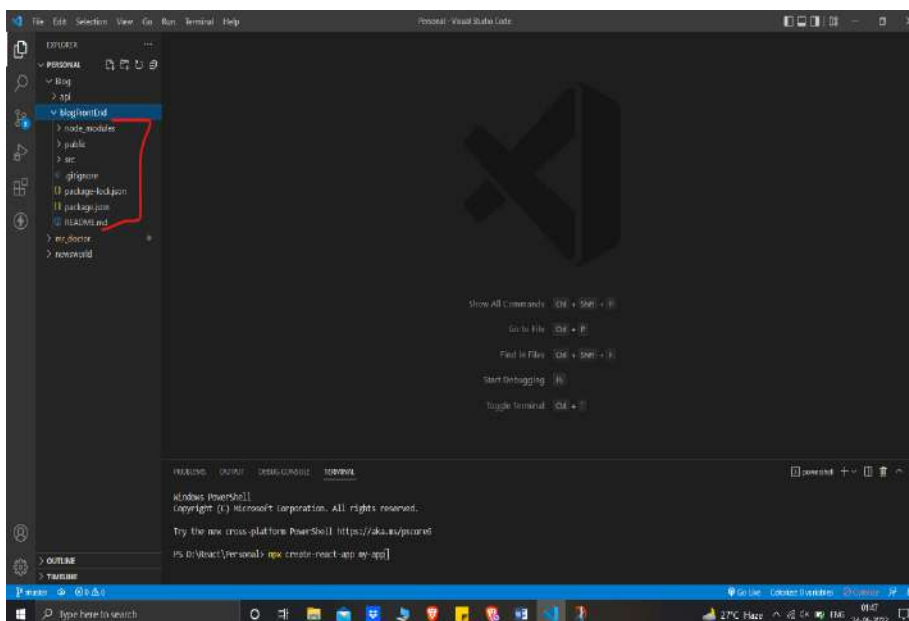 File Edit Selection View Go Run Terminal Help
Personal - Visual Studio Code
EXPLORER
PERSONAL
Blog
api
blogFrontEnd
node_modules
public
src
.gitignore
package-lock.json
package.json
README.md
mr_doctor
newsworld
Show All Commands Ctrl + Shift + P
Go to File Ctrl + P
Find in Files Ctrl + Shift + F
Start Debugging F5
Toggle Terminal Ctrl +
PROBLEMS OUTPUT DEBUG CONSOLE TERMINAL
powershell
Windows PowerShell
Copyright (C) Microsoft Corporation. All rights reserved.
Try the new cross-platform PowerShell https://aka.ms/pscore6
PS D:\React\Personal> npx create-react-app my-app
OUTLINE
TIMELINE
master 0 0
Go Live
Type here to search
27°C Haze
ENG
01:47